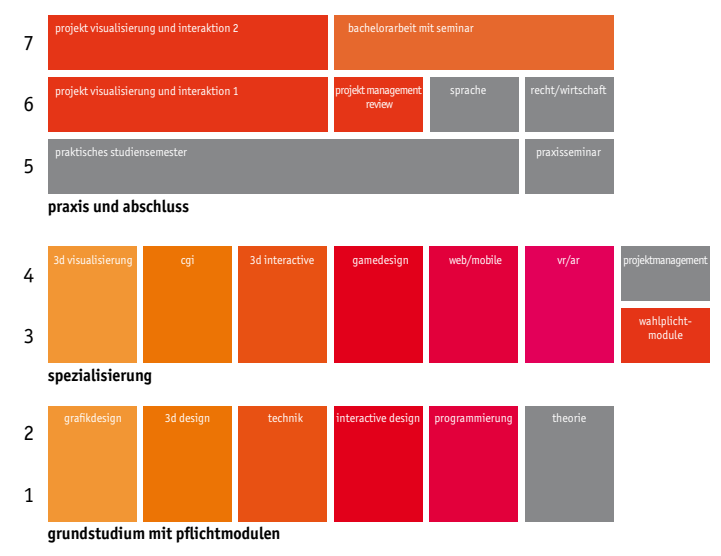 7
projekt visualisierung und interaktion 2
bachelorarbeit mit seminar
6
projekt visualisierung und interaktion 1
projekt management
review
sprache
recht/wirtschaft
5
praktisches studiensemester
praxisseminar
praxis und abschluss
4
3d visualisierung
cgi
3d interactive
gamedesign
web/mobile
vr/ar
projektmanagement
3
wahlplicht-
module
spezialisierung
2
grafikdesign
3d design
technik
interactive design
programmierung
theorie
1
grundstudium mit pflichtmodulen